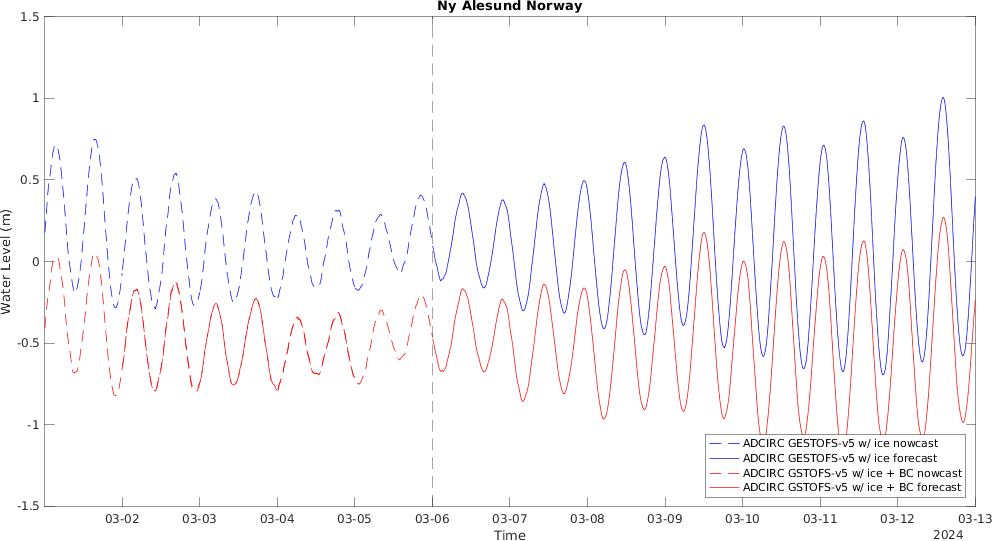 Ny Alesund Norway
1.5
1
0.5
0
-0.5
-1
-1.5
Water Level (m)
ADCIRC GESTOFS-v5 w/ ice nowcast
ADCIRC GESTOFS-v5 w/ ice forecast
ADCIRC GSTOFS-v5 w/ ice + BC nowcast
ADCIRC GSTOFS-v5 w/ ice + BC forecast
03-02 03-03 03-04 03-05 03-06 03-07 03-08 03-09 03-10 03-11 03-12 03-13
Time
2024